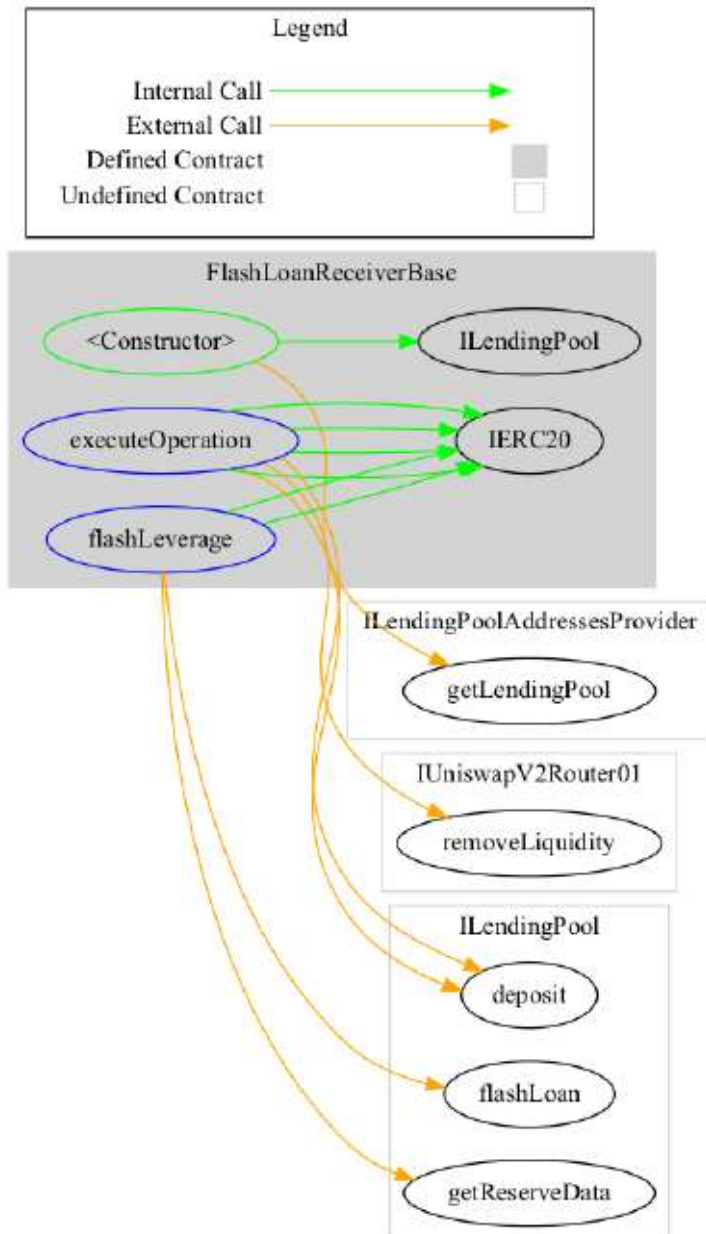 Legend
Internal Call
External Call
Defined Contract
Undefined Contract
FlashLoanReceiverBase
<Constructor>
ILendingPool
executeOperation
IERC20
flashLeverage
ILendingPoolAddressesProvider
getLendingPool
IUniswapV2Router01
removeLiquidity
ILendingPool
deposit
flashLoan
getReserveData